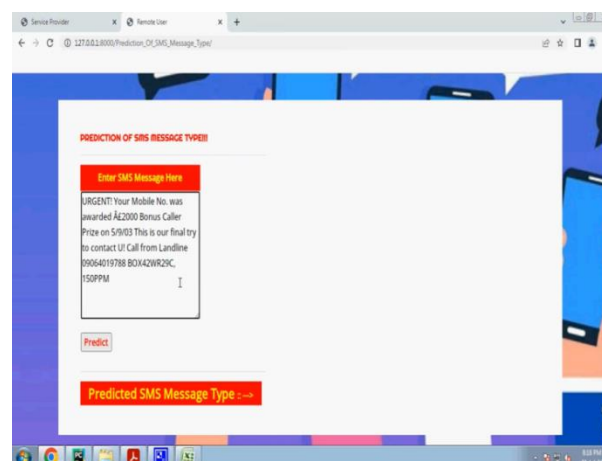 Service Provider
Remote User
127.0.0.1:8000/Prediction_Of_SMS_Message_Type/
PREDICTION OF SMS MESSAGE TYPE!!!
Enter SMS Message Here
URGENT! Your Mobile No. was
awarded Â£2000 Bonus Caller
Prize on 5/9/03 This is our final try
to contact U! Call from Landline
09064019788 BOX42WR29C,
150PPM
Predict
Predicted SMS Message Type :: -->